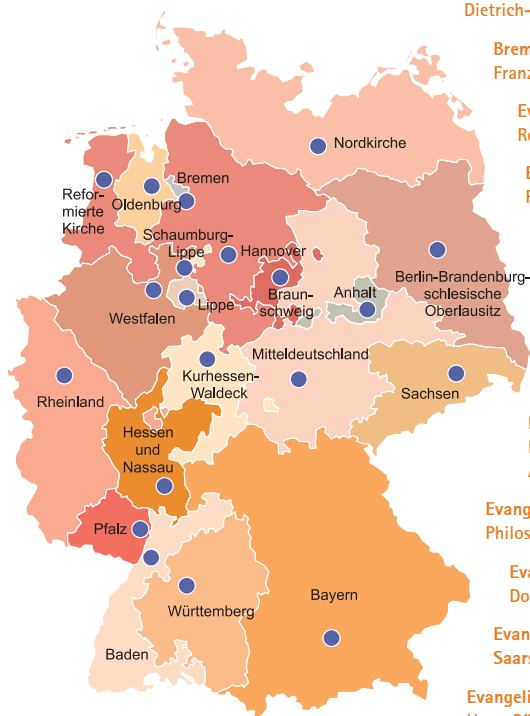 Dietrich-
Nordkirche
Bremen
Refor-
mierte
Kirche
Oldenburg
Schaumburg-
Lippe
Hannover
Berlin-Brandenburg-
schlesische
Oberlausitz
Braun-
schweig
Anhalt
Lippe
Westfalen
Mitteldeutschland
Kurhessen-
Waldeck
Rheinland
Sachsen
Hessen
und
Nassau
Pfalz
Württemberg
Bayern
Baden
Brem
Franz
Ev
Evang
Philos
Eva
Do
Evan
Saars
Evangeli